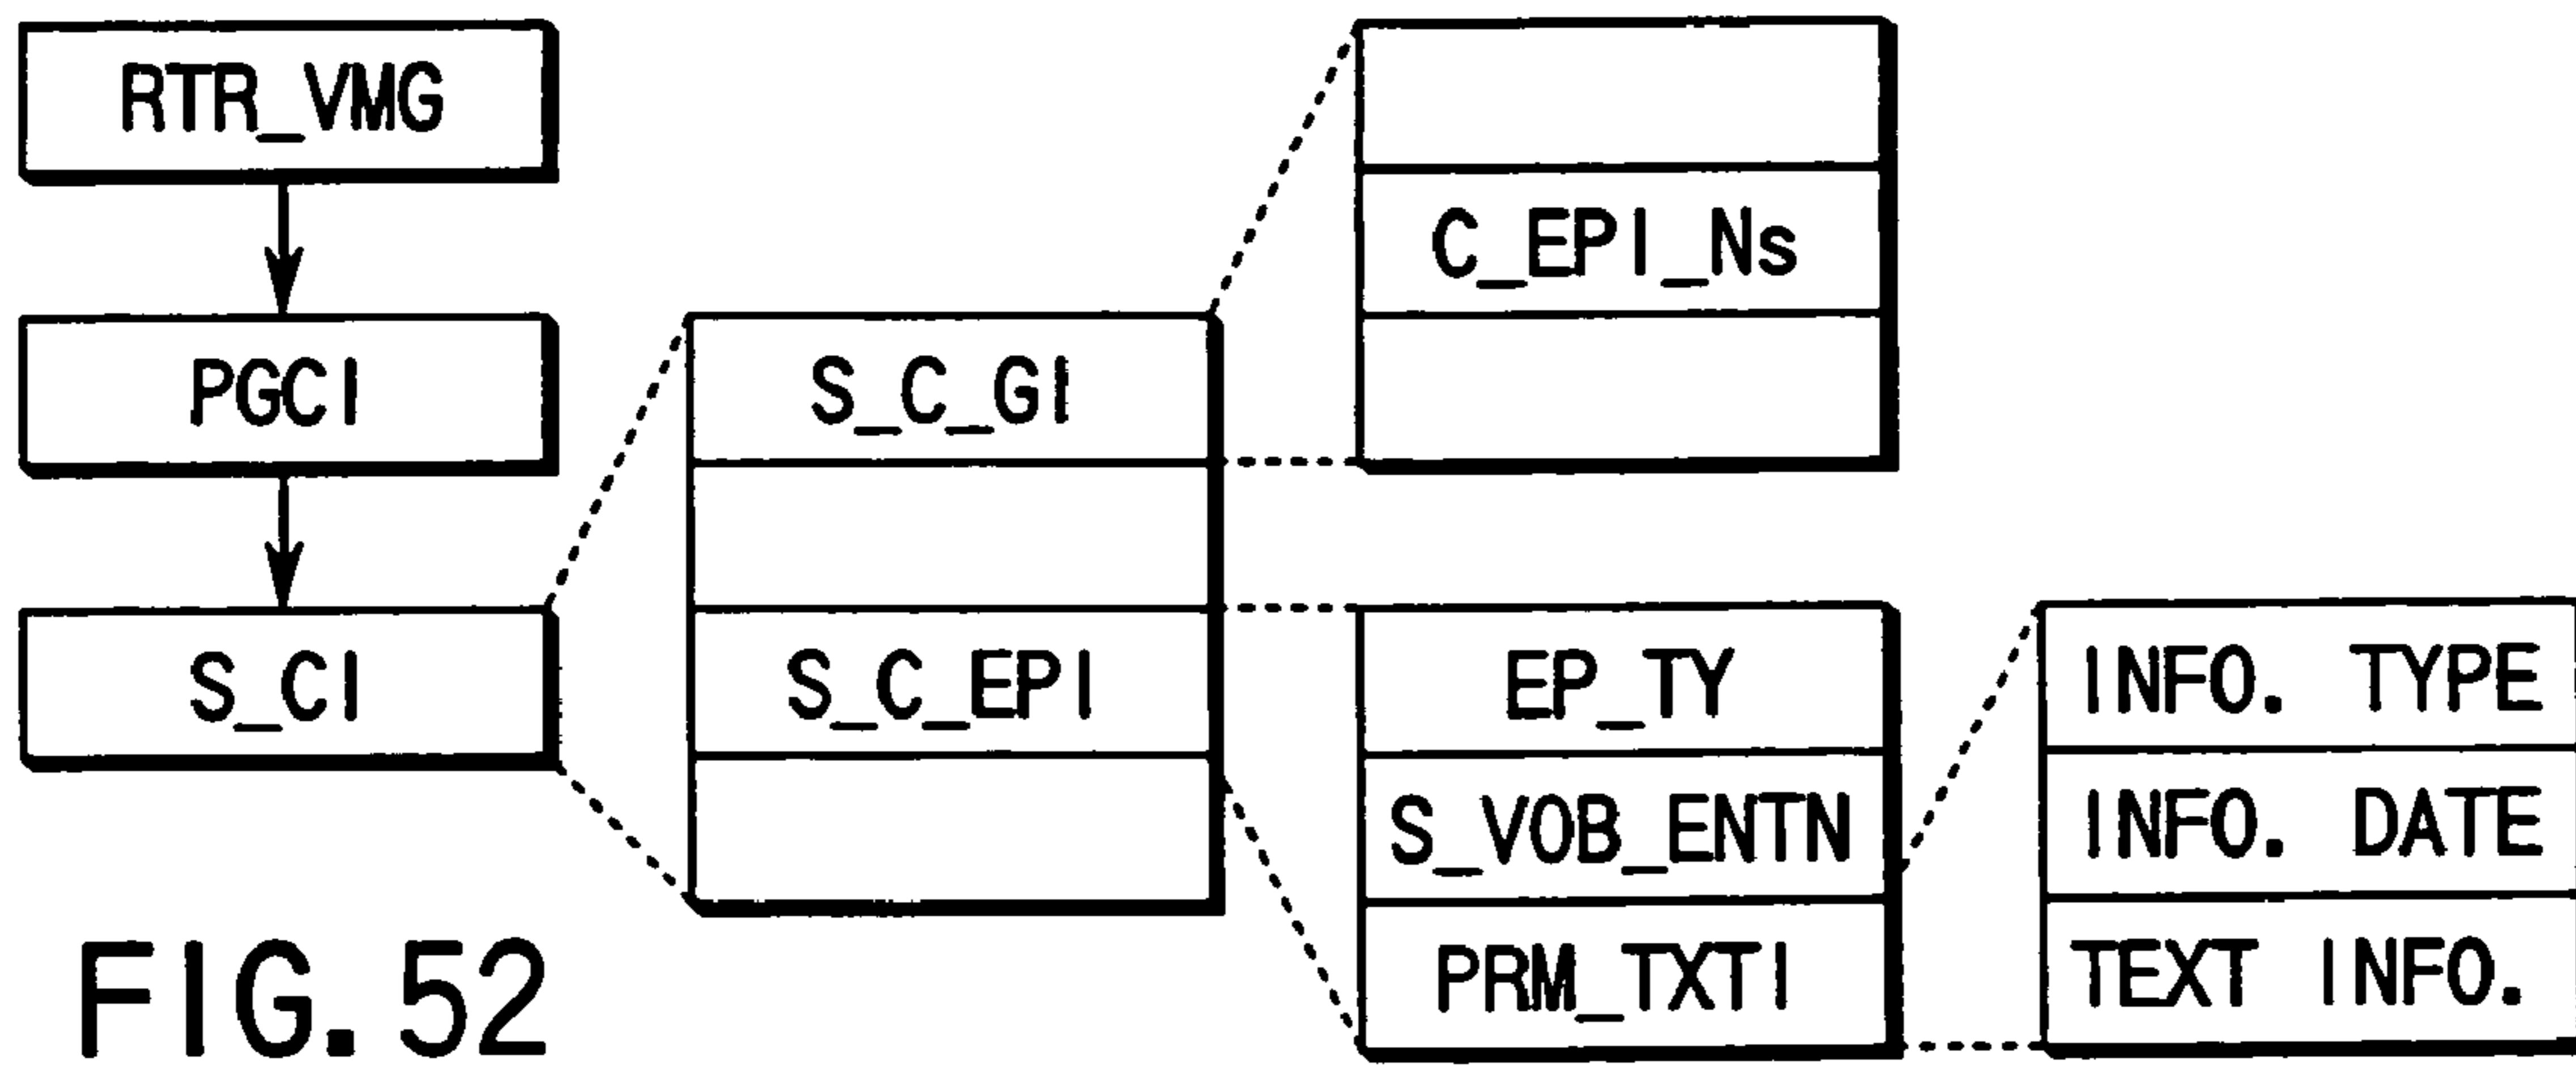 RTR_VMG
PGCI
S_CI
S_C_GI
S_C_EPI
C_EPI_Ns
EP_TY
S_VOB_ENTN
PRM_TXTI
INFO. TYPE
INFO. DATE
TEXT INFO.
FIG. 52